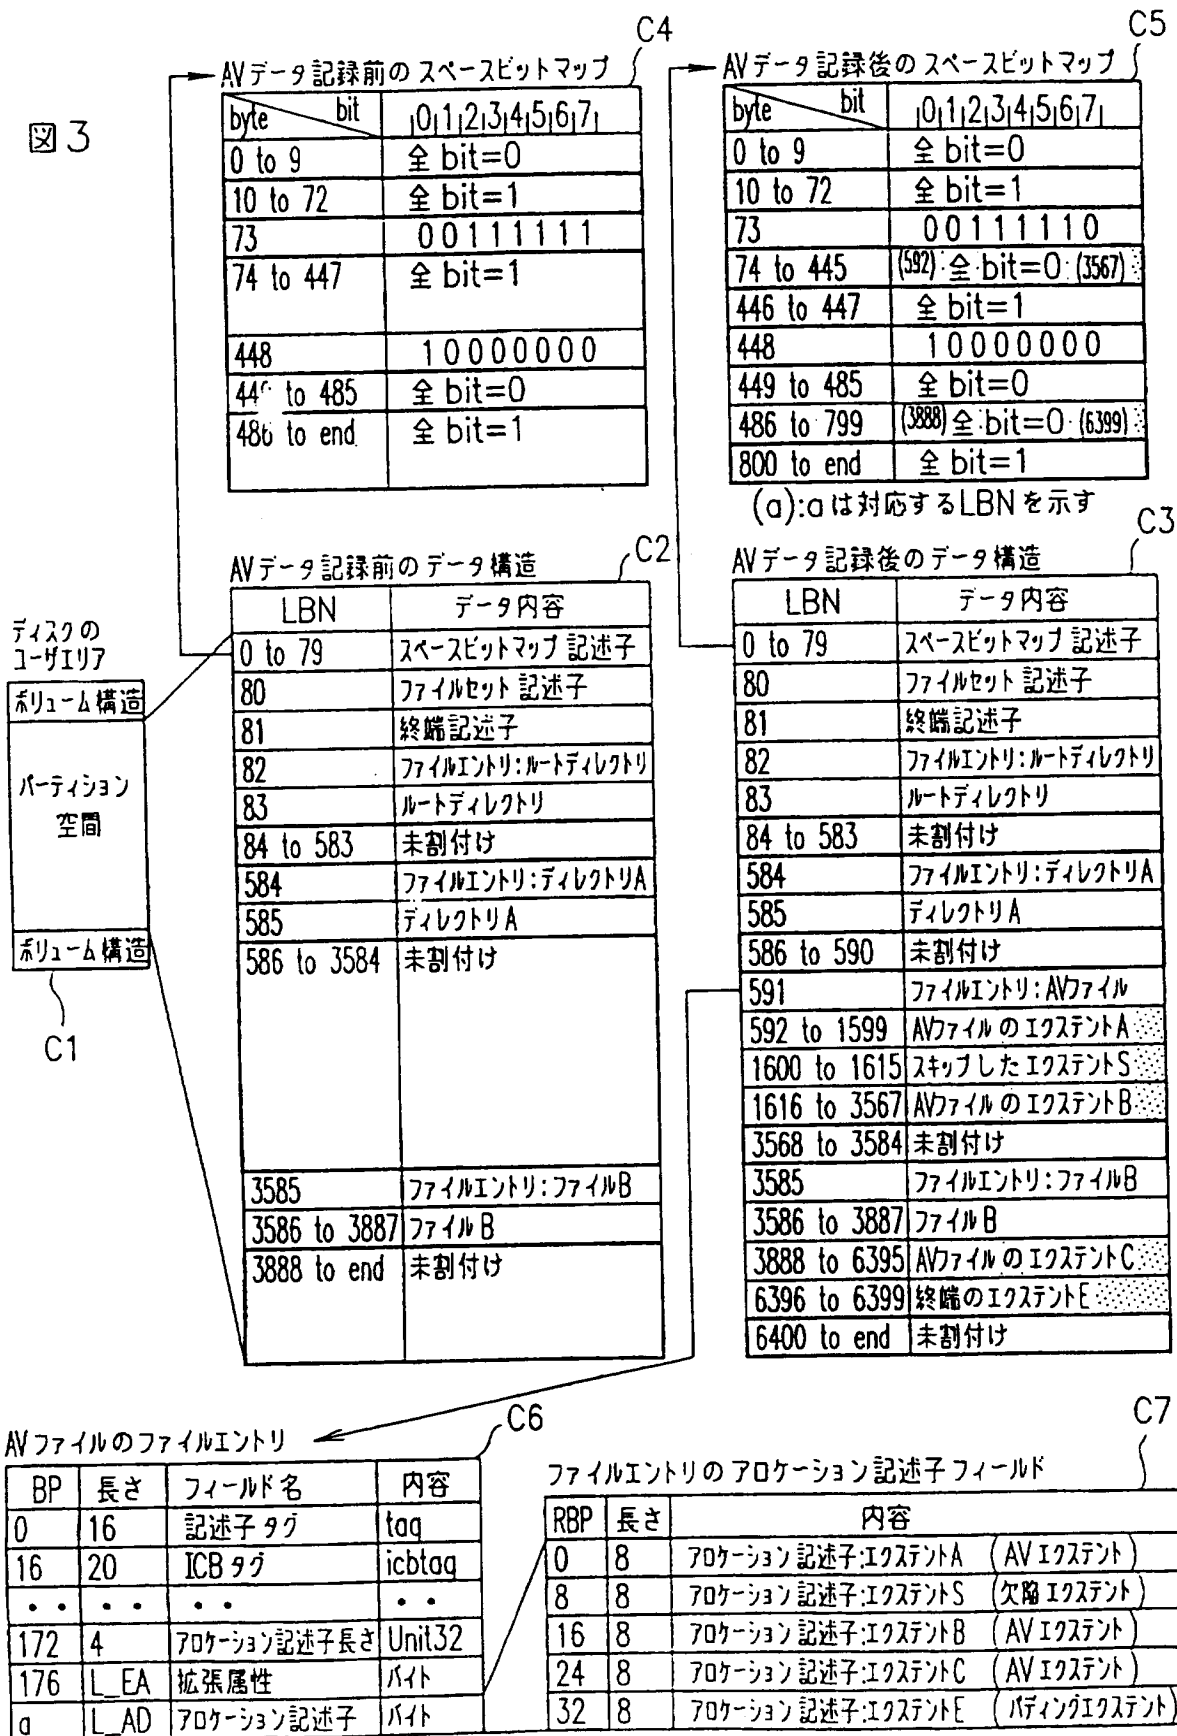 図3
C4
AVデータ記録前のスペースビットマップ
byte bit 0 1 2 3 4 5 6 7
0 to 9 全bit=0
10 to 72 全bit=1
73 0 0 1 1 1 1 1 1
74 to 447 全bit=1
448 1 0 0 0 0 0 0 0
44 to 485 全bit=0
486 to end 全bit=1
C5
AVデータ記録後のスペースビットマップ
byte bit 0 1 2 3 4 5 6 7
0 to 9 全bit=0
10 to 72 全bit=1
73 0 0 1 1 1 1 1 0
74 to 445 (592) 全bit=0 (3567)
446 to 447 全bit=1
448 1 0 0 0 0 0 0 0
449 to 485 全bit=0
486 to 799 (3888) 全bit=0 (6399)
800 to end 全bit=1
(a):aは対応するLBNを示す
ディスクの
ユーザエリア
ボリューム構造
パーティション
空間
ボリューム構造
C1
C2
AVデータ記録前のデータ構造
LBN データ内容
0 to 79 スペースビットマップ記述子
80 ファイルセット記述子
81 終端記述子
82 ファイルエントリ:ルートディレクトリ
83 ルートディレクトリ
84 to 583 未割付け
584 ファイルエントリ:ディレクトリA
585 ディレクトリA
586 to 3584 未割付け
3585 ファイルエントリ:ファイルB
3586 to 3887 ファイルB
3888 to end 未割付け
C3
AVデータ記録後のデータ構造
LBN データ内容
0 to 79 スペースビットマップ記述子
80 ファイルセット記述子
81 終端記述子
82 ファイルエントリ:ルートディレクトリ
83 ルートディレクトリ
84 to 583 未割付け
584 ファイルエントリ:ディレクトリA
585 ディレクトリA
586 to 590 未割付け
591 ファイルエントリ:AVファイル
592 to 1599 AVファイルのエクステントA
1600 to 1615 スキップしたエクステントS
1616 to 3567 AVファイルのエクステントB
3568 to 3584 未割付け
3585 ファイルエントリ:ファイルB
3586 to 3887 ファイルB
3888 to 6395 AVファイルのエクステントC
6396 to 6399 終端のエクステントE
6400 to end 未割付け
C6
AVファイルのファイルエントリ
BP 長さ フィールド名 内容
0 16 記述子タグ tag
16 20 ICBタグ icbtag
・・ ・・ ・・ ・・
172 4 アロケーション記述子長さ Unit32
176 L_EA 拡張属性 バイト
a L_AD アロケーション記述子 バイト
C7
ファイルエントリのアロケーション記述子フィールド
RBP 長さ 内容
0 8 アロケーション記述子:エクステントA (AVエクステント)
8 8 アロケーション記述子:エクステントS (欠陥エクステント)
16 8 アロケーション記述子:エクステントB (AVエクステント)
24 8 アロケーション記述子:エクステントC (AVエクステント)
32 8 アロケーション記述子:エクステントE (パディングエクステント)